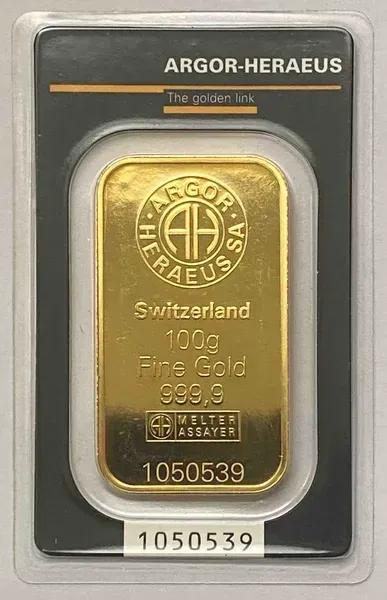 ARGOR-HERAEUS
The golden link
· ARGOR ·
HERAEUS SA
AH
Switzerland
100g
Fine Gold
999,9
AH MELTER
ASSAYER
1050539
1050539